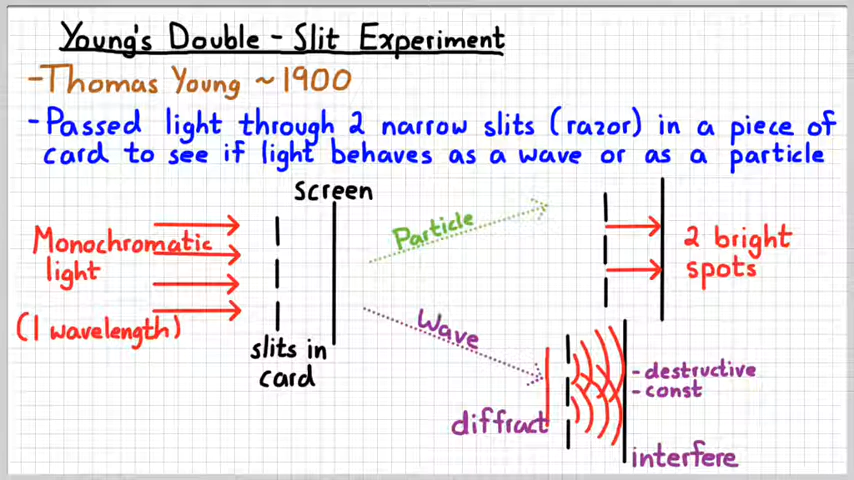 Young's Double - Slit Experiment
- Thomas Young ~ 1900
- Passed light through 2 narrow slits (razor) in a piece of
card to see if light behaves as a wave or as a particle
Screen
Particle
Monochromatic
light
(1 wavelength)
slits in
card
2 bright
spots
Wave
diffract
- destructive
- const
interfere